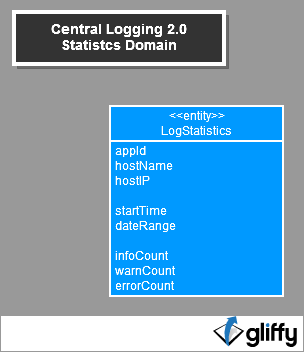 Central Logging 2.0
Statistcs Domain
<<entity>>
LogStatistics
appId
hostName
hostIP
startTime
dateRange
infoCount
warnCount
errorCount
gliffy